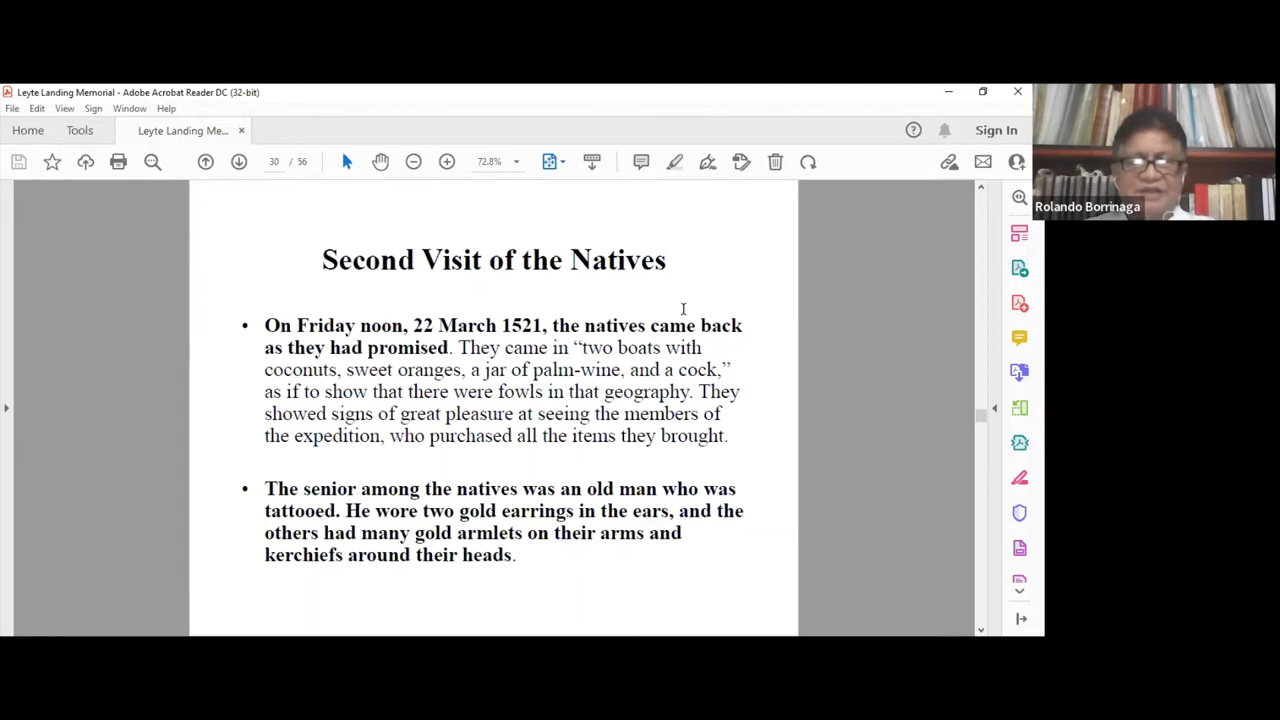 Leyte Landing Memorial - Adobe Acrobat Reader DC (32-bit)
File Edit View Sign Window Help
Home Tools Leyte Landing Me... × Sign In
30 / 56 72.8%
Rolando Borrinaga
Second Visit of the Natives
• On Friday noon, 22 March 1521, the natives came back
as they had promised. They came in “two boats with
coconuts, sweet oranges, a jar of palm-wine, and a cock,”
as if to show that there were fowls in that geography. They
showed signs of great pleasure at seeing the members of
the expedition, who purchased all the items they brought.
• The senior among the natives was an old man who was
tattooed. He wore two gold earrings in the ears, and the
others had many gold armlets on their arms and
kerchiefs around their heads.